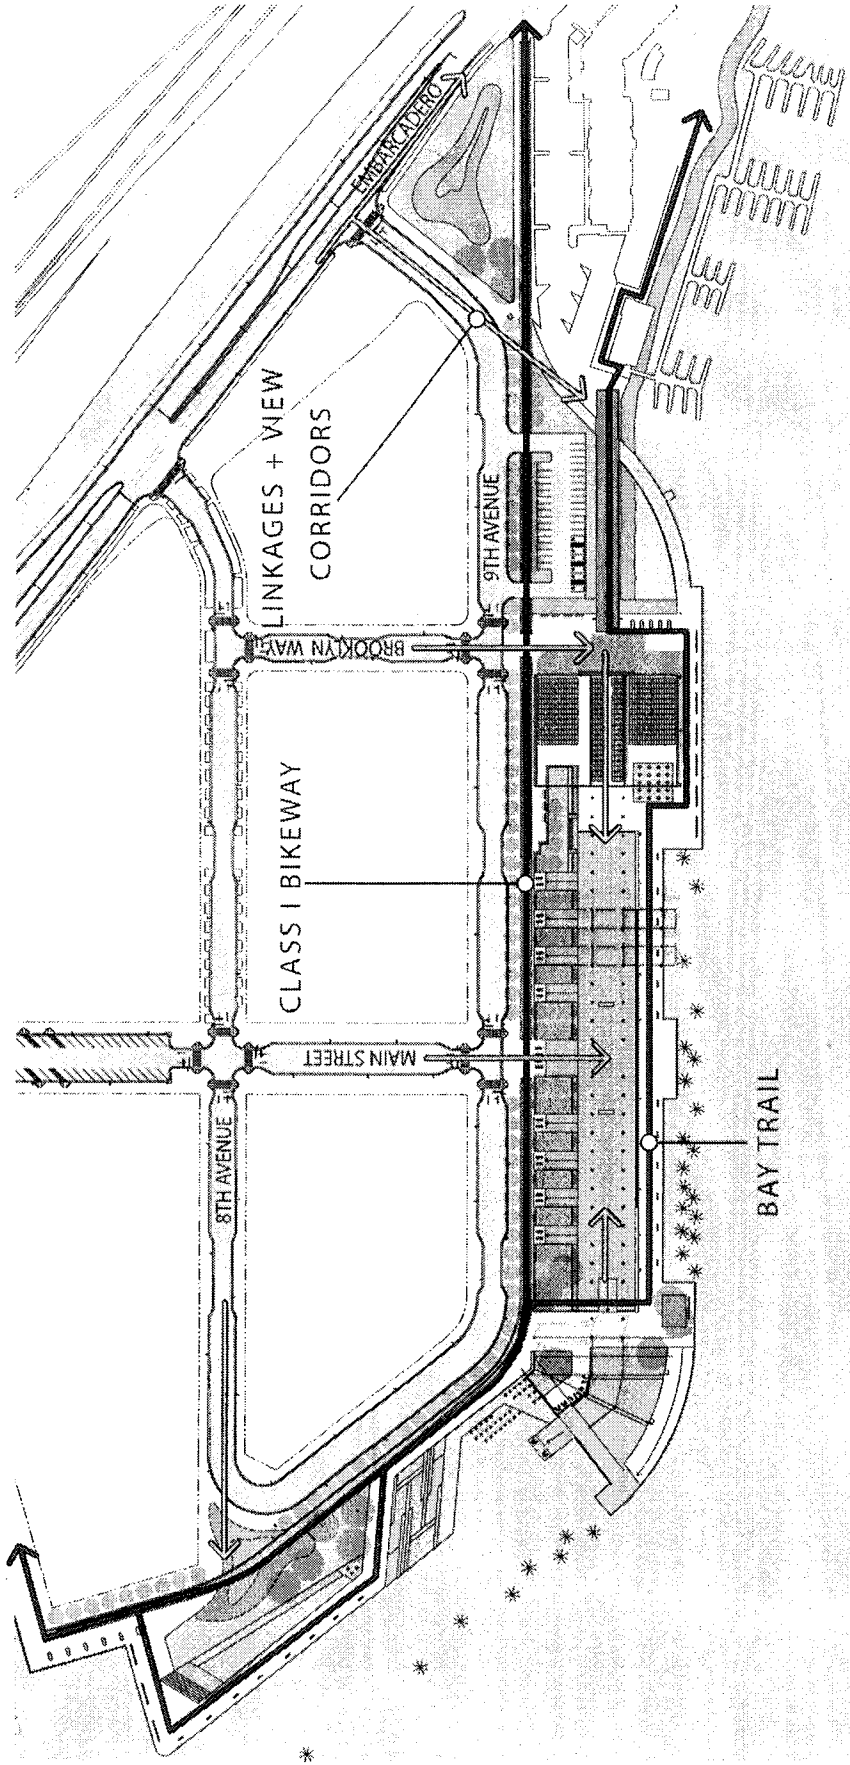 EMBARCADERO
LINKAGES + VIEW
CORRIDORS
9TH AVENUE
BROOKLYN WAY
CLASS I BIKEWAY
MAIN STREET
8TH AVENUE
BAY TRAIL